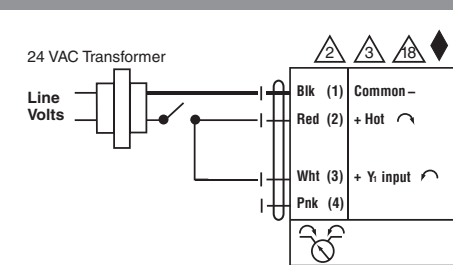 24 VAC Transformer
Line
Volts
2 3 18
Blk (1) Common –
Red (2) + Hot
Wht (3) + Y1 input
Pnk (4)